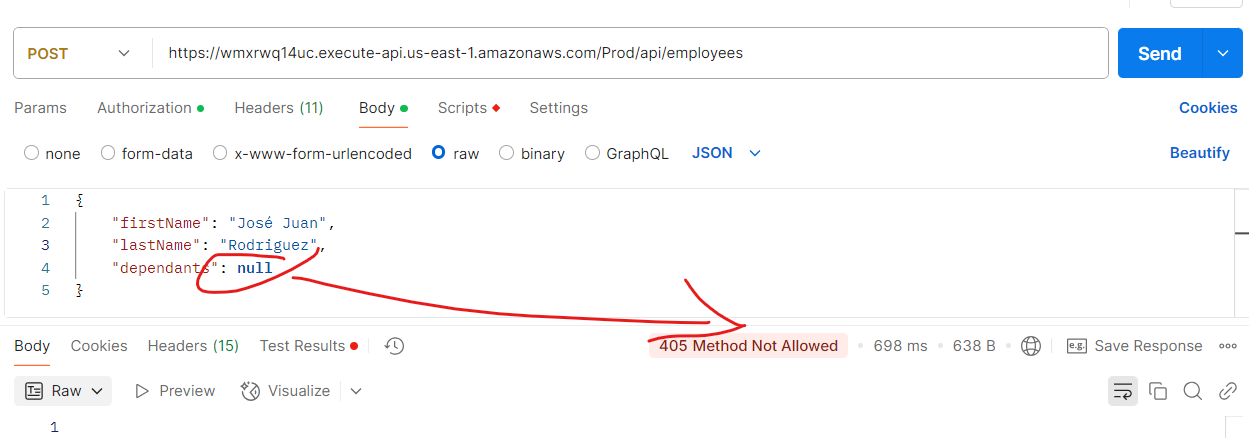 POST https://wmxrwq14uc.execute-api.us-east-1.amazonaws.com/Prod/api/employees Send
Params Authorization Headers (11) Body Scripts Settings Cookies
none form-data x-www-form-urlencoded raw binary GraphQL JSON Beautify
1 {
2 "firstName": "José Juan",
3 "lastName": "Rodriguez",
4 "dependants": null
5 }
Body Cookies Headers (15) Test Results 405 Method Not Allowed 698 ms 638 B e.g. Save Response
Raw Preview Visualize
1